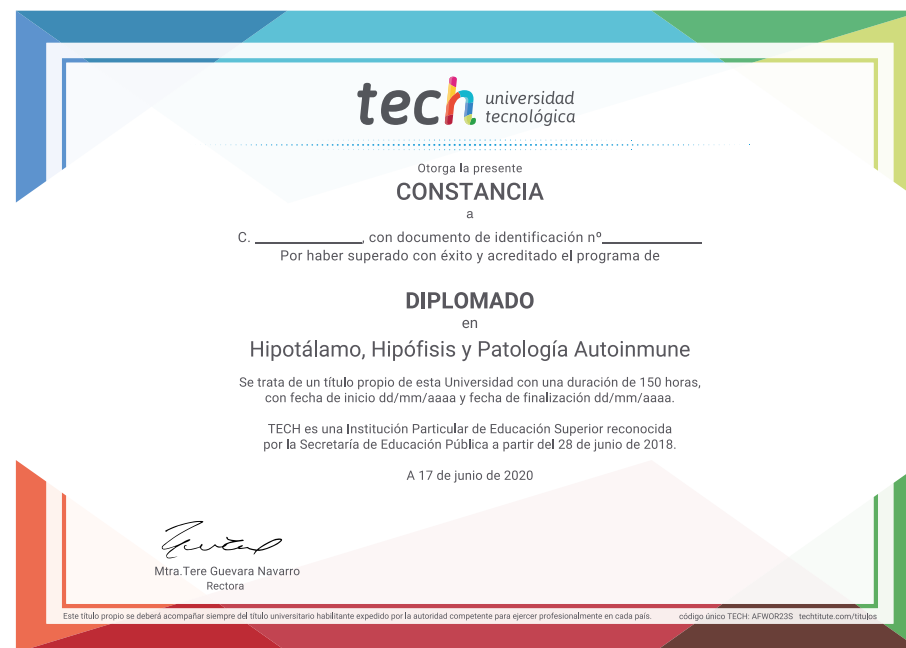 tech universidad
tecnológica
Otorga la presente
CONSTANCIA
a
C. ______________, con documento de identificación nº_____________
Por haber superado con éxito y acreditado el programa de
DIPLOMADO
en
Hipotálamo, Hipófisis y Patología Autoinmune
Se trata de un título propio de esta Universidad con una duración de 150 horas,
con fecha de inicio dd/mm/aaaa y fecha de finalización dd/mm/aaaa.
TECH es una Institución Particular de Educación Superior reconocida
por la Secretaría de Educación Pública a partir del 28 de junio de 2018.
A 17 de junio de 2020
Mtra.Tere Guevara Navarro
Rectora
Este título propio se deberá acompañar siempre del título universitario habilitante expedido por la autoridad competente para ejercer profesionalmente en cada país. código único TECH: AFWOR23S techtitute.com/titulos